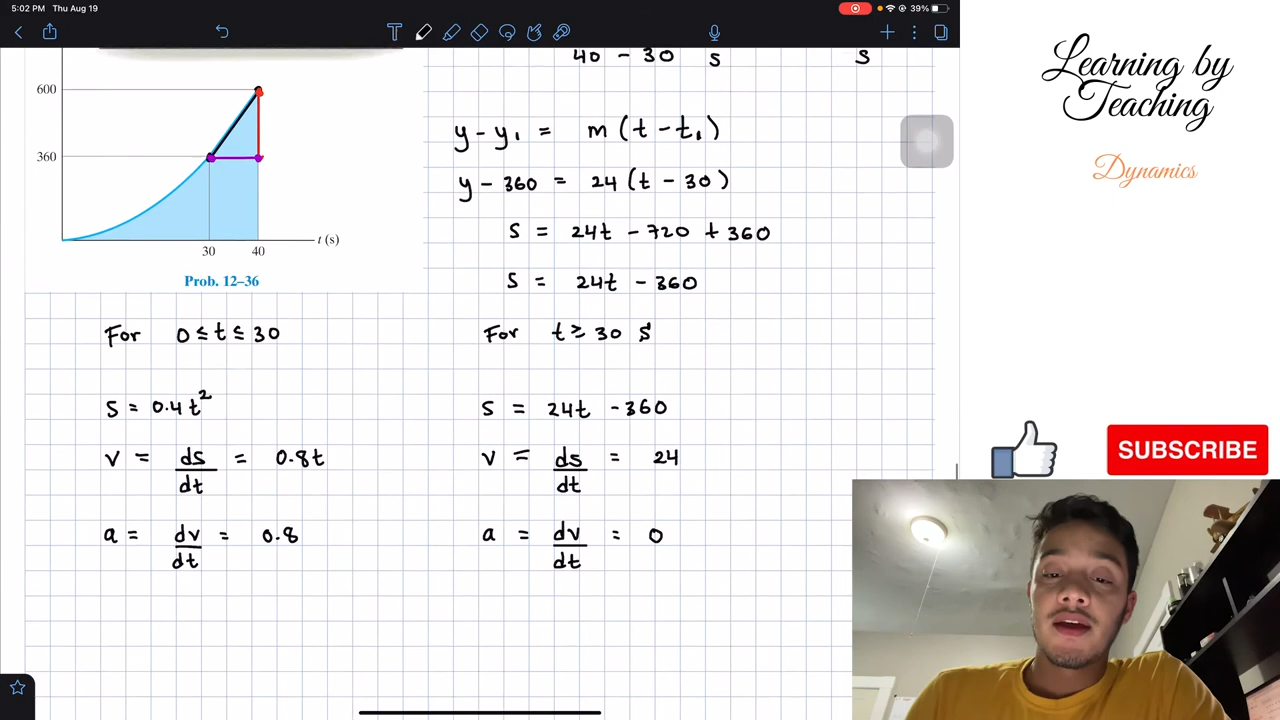 5:02 PM Thu Aug 19
39%
T
40 - 30 s
s
600
360
30 40
t (s)
Prob. 12–36
y - y₁ = m (t - t₁)
y - 360 = 24 (t - 30)
s = 24t - 720 + 360
s = 24t - 360
For 0 ≤ t ≤ 30
s = 0.4 t²
v = ds/dt = 0.8t
a = dv/dt = 0.8
For t ≥ 30 s
s = 24t - 360
v = ds/dt = 24
a = dv/dt = 0
Learning by
Teaching
Dynamics
SUBSCRIBE